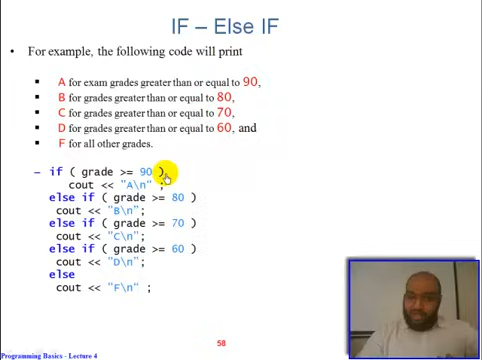 IF – Else IF
• For example, the following code will print
▪ A for exam grades greater than or equal to 90,
▪ B for grades greater than or equal to 80,
▪ C for grades greater than or equal to 70,
▪ D for grades greater than or equal to 60, and
▪ F for all other grades.
– if ( grade >= 90 )
cout << "A\n" ;
else if ( grade >= 80 )
cout << "B\n";
else if ( grade >= 70 )
cout << "C\n";
else if ( grade >= 60 )
cout << "D\n";
else
cout << "F\n" ;
58
Programming Basics - Lecture 4